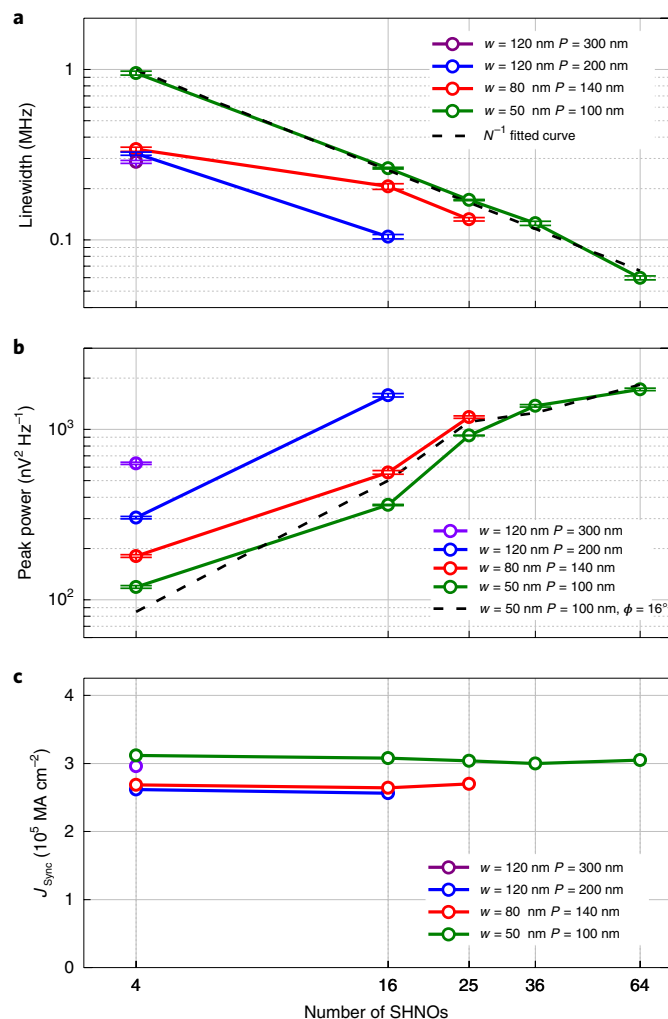 a
Linewidth (MHz)
1
0.1
w = 120 nm P = 300 nm
w = 120 nm P = 200 nm
w = 80 nm P = 140 nm
w = 50 nm P = 100 nm
N⁻¹ fitted curve
b
Peak power (nV² Hz⁻¹)
10³
10²
w = 120 nm P = 300 nm
w = 120 nm P = 200 nm
w = 80 nm P = 140 nm
w = 50 nm P = 100 nm
w = 50 nm P = 100 nm, ϕ = 16°
c
J_Sync (10⁵ MA cm⁻²)
4
3
2
1
0
w = 120 nm P = 300 nm
w = 120 nm P = 200 nm
w = 80 nm P = 140 nm
w = 50 nm P = 100 nm
4 16 25 36 64
Number of SHNOs